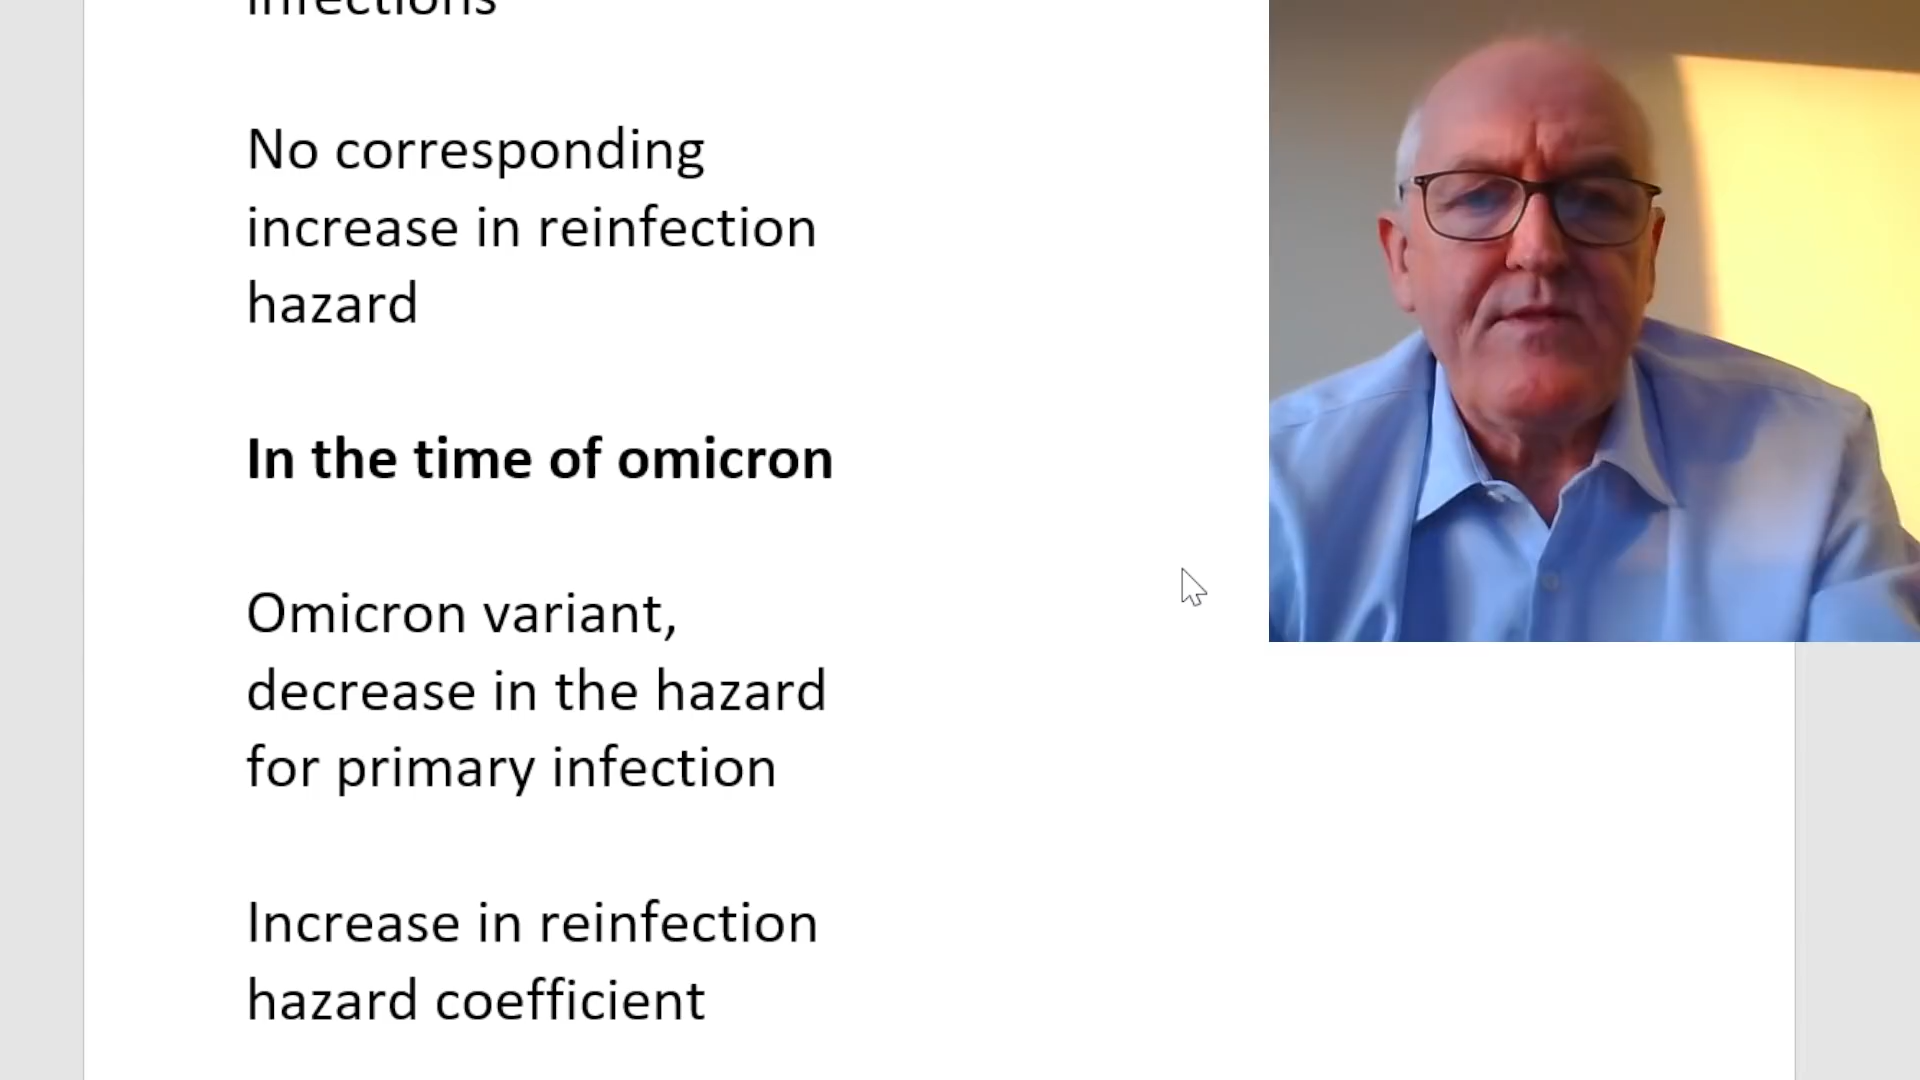 infections
No corresponding
increase in reinfection
hazard
In the time of omicron
Omicron variant,
decrease in the hazard
for primary infection
Increase in reinfection
hazard coefficient